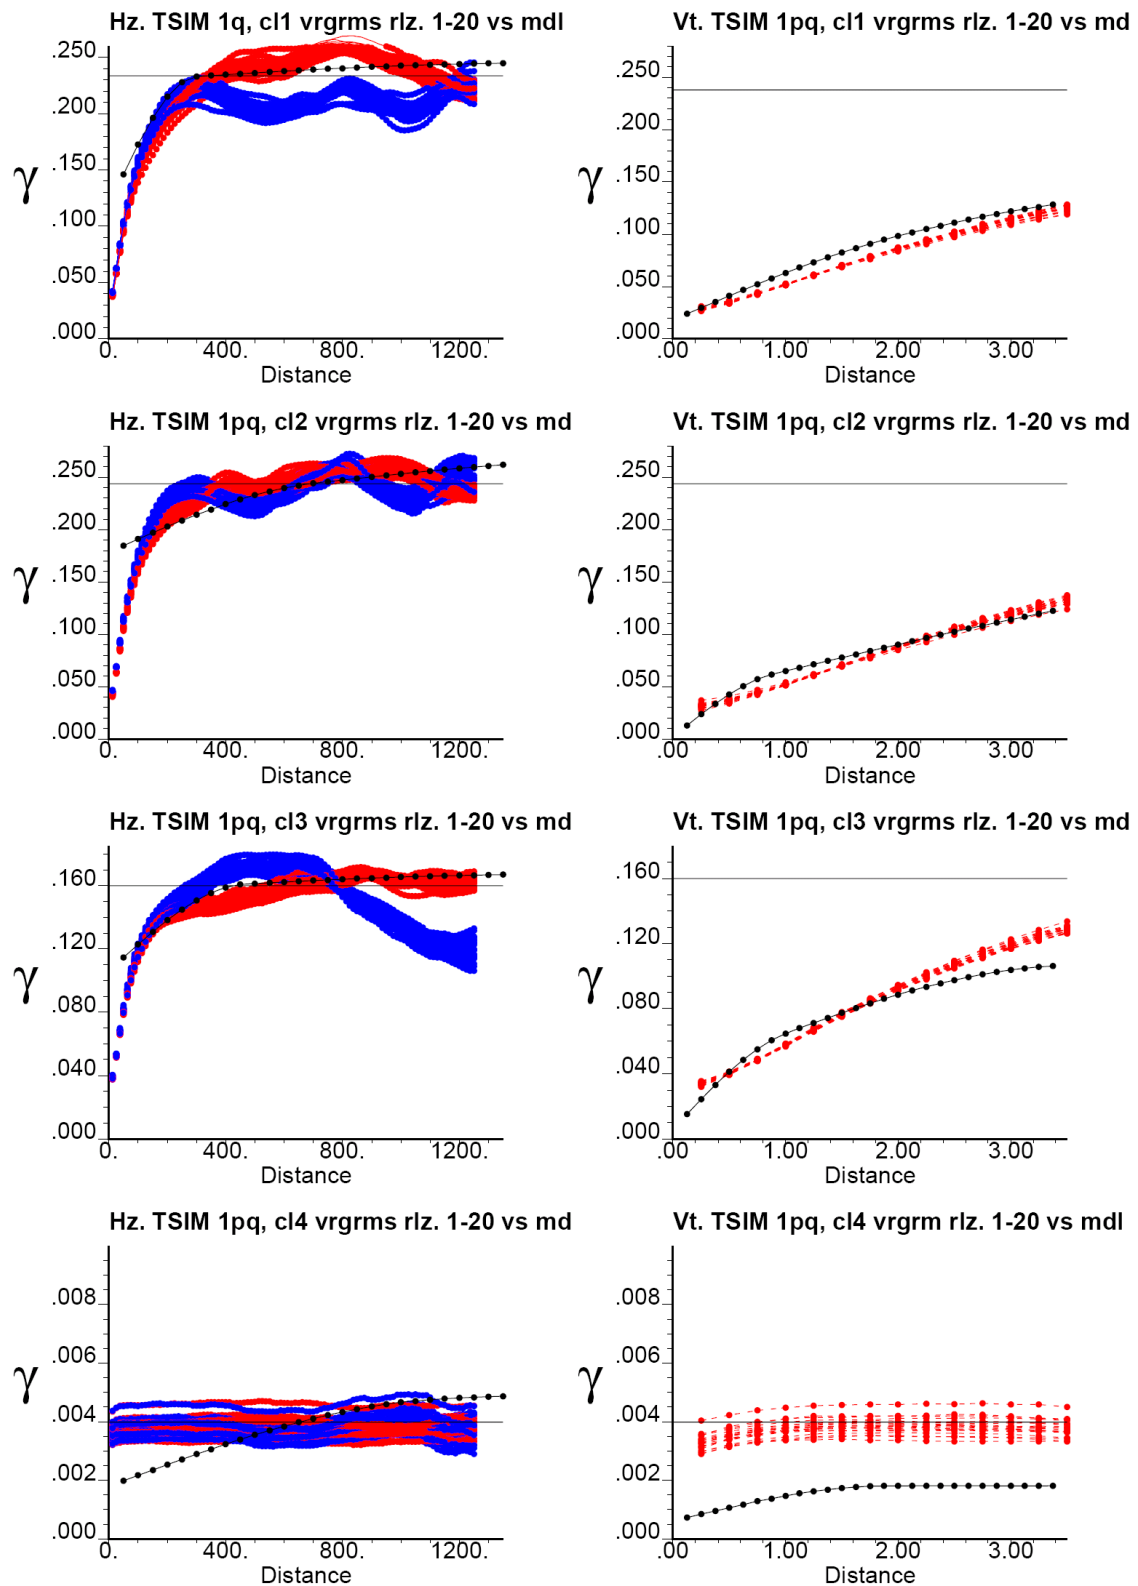 Hz. TSIM 1q, cl1 vrgrms rlz. 1-20 vs mdl
γ
.250
.200
.150
.100
.050
.000
0. 400. 800. 1200.
Distance
Vt. TSIM 1pq, cl1 vrgrms rlz. 1-20 vs md
γ
.250
.200
.150
.100
.050
.000
.00 1.00 2.00 3.00
Distance
Hz. TSIM 1pq, cl2 vrgrms rlz. 1-20 vs md
γ
.250
.200
.150
.100
.050
.000
0. 400. 800. 1200.
Distance
Vt. TSIM 1pq, cl2 vrgrms rlz. 1-20 vs md
γ
.250
.200
.150
.100
.050
.000
.00 1.00 2.00 3.00
Distance
Hz. TSIM 1pq, cl3 vrgrms rlz. 1-20 vs md
γ
.160
.120
.080
.040
.000
0. 400. 800. 1200.
Distance
Vt. TSIM 1pq, cl3 vrgrms rlz. 1-20 vs md
γ
.160
.120
.080
.040
.000
.00 1.00 2.00 3.00
Distance
Hz. TSIM 1pq, cl4 vrgrms rlz. 1-20 vs md
γ
.008
.006
.004
.002
.000
0. 400. 800. 1200.
Distance
Vt. TSIM 1pq, cl4 vrgrm rlz. 1-20 vs mdl
γ
.008
.006
.004
.002
.000
.00 1.00 2.00 3.00
Distance